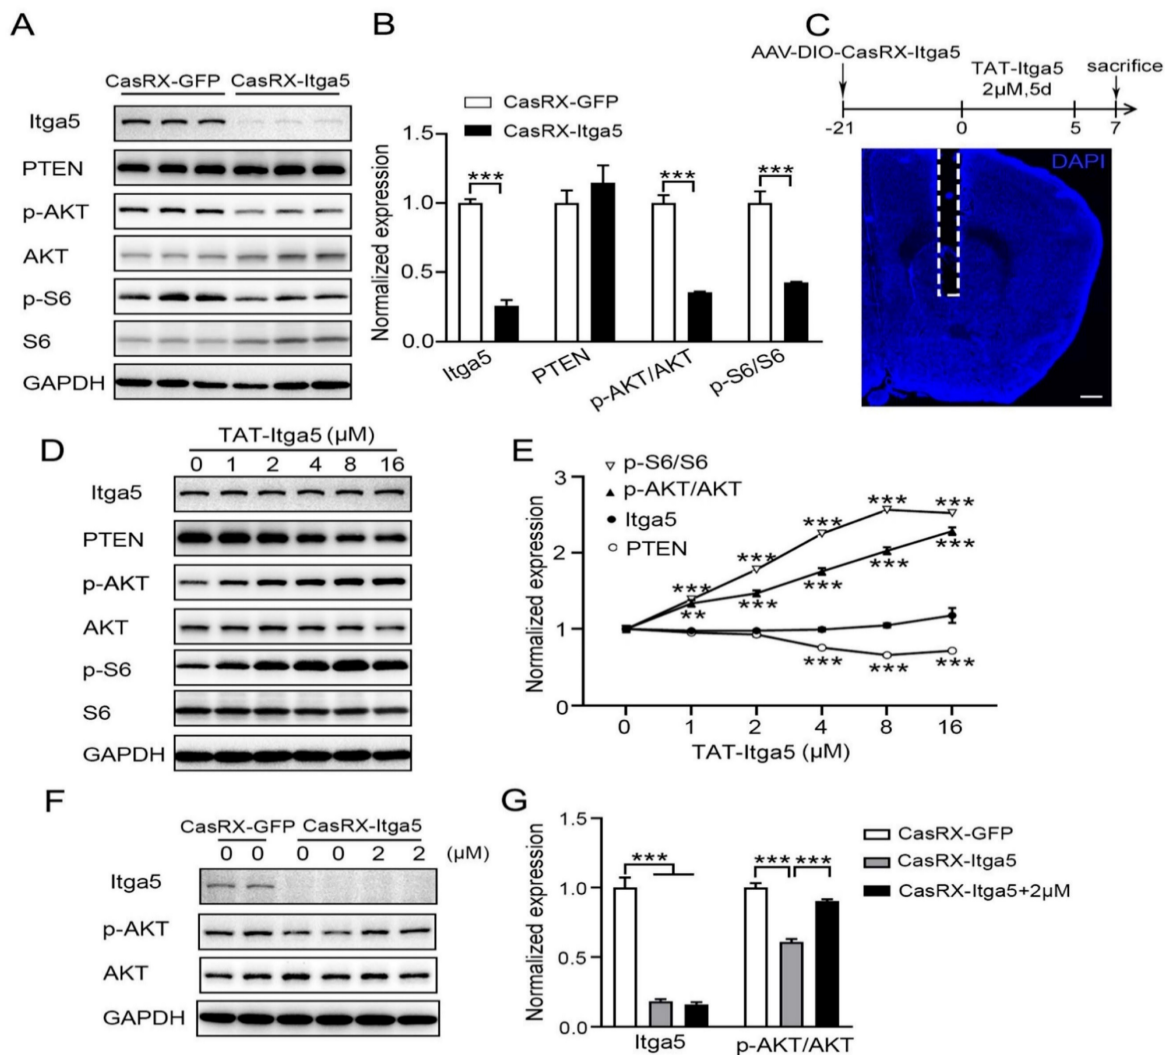 A
CasRX-GFP CasRX-Itga5
Itga5
PTEN
p-AKT
AKT
p-S6
S6
GAPDH
B
CasRX-GFP
CasRX-Itga5
Normalized expression
1.5
1.0
0.5
0.0
*** *** ***
Itga5 PTEN p-AKT/AKT p-S6/S6
C
AAV-DIO-CasRX-Itga5
TAT-Itga5
2µM,5d
sacrifice
-21 0 5 7
DAPI
D
TAT-Itga5 (µM)
0 1 2 4 8 16
Itga5
PTEN
p-AKT
AKT
p-S6
S6
GAPDH
E
p-S6/S6
p-AKT/AKT
Itga5
PTEN
Normalized expression
3
2
1
0
*** *** *** *** ***
** *** *** *** ***
*** *** ***
0 1 2 4 8 16
TAT-Itga5 (µM)
F
CasRX-GFP CasRX-Itga5
0 0 0 0 2 2 (µM)
Itga5
p-AKT
AKT
GAPDH
G
Normalized expression
1.5
1.0
0.5
0.0
*** *** ***
Itga5 p-AKT/AKT
CasRX-GFP
CasRX-Itga5
CasRX-Itga5+2µM